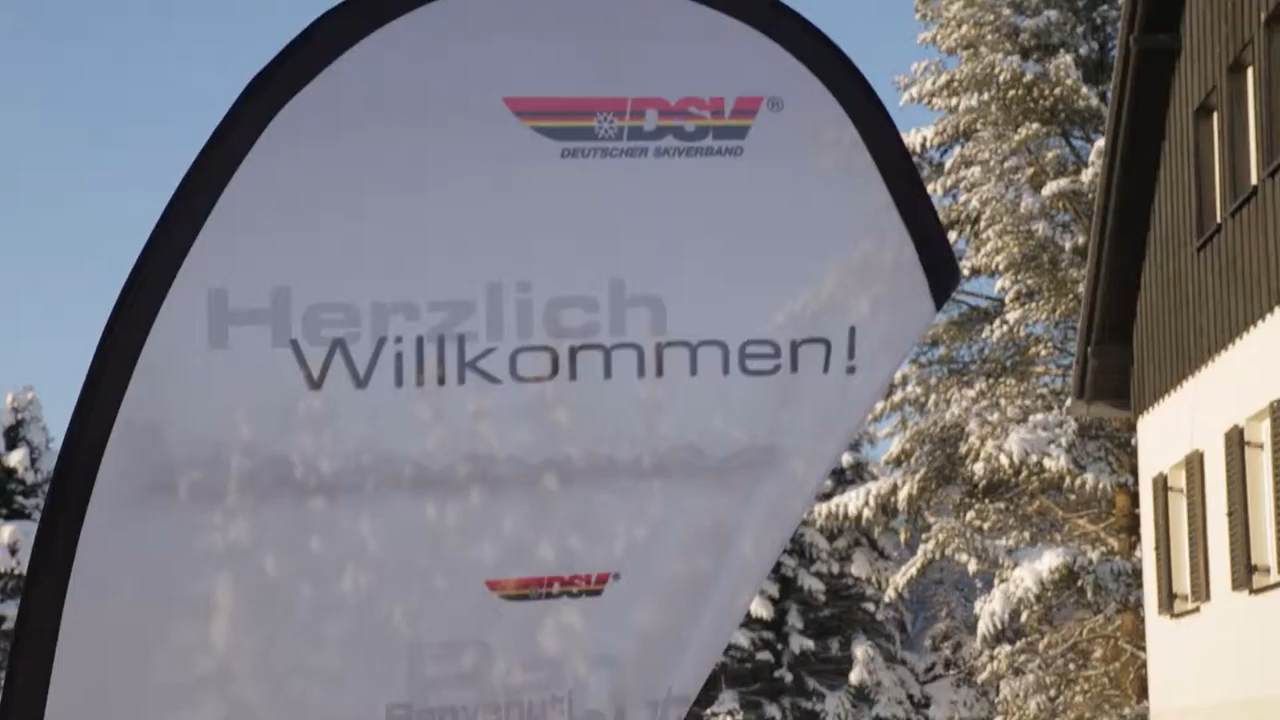 DSV®
DEUTSCHER SKIVERBAND
Herzlich
Willkommen!
DSV®